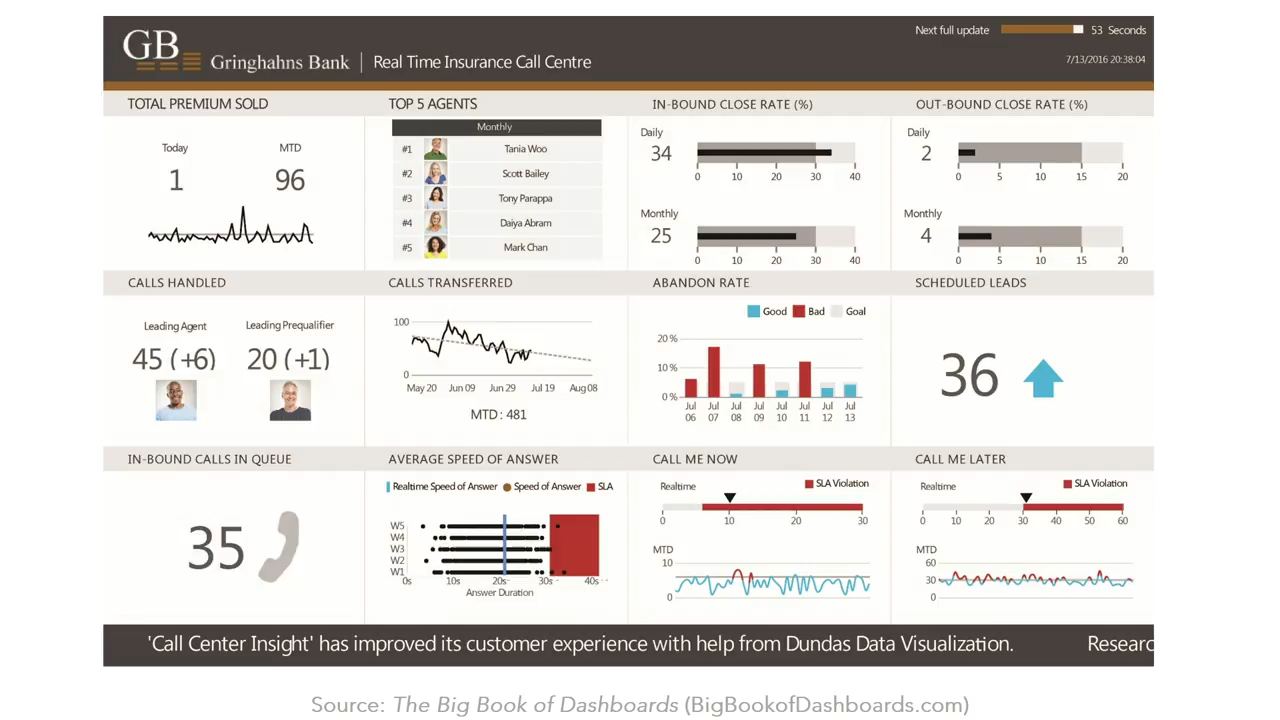 GB
Gringhahns Bank | Real Time Insurance Call Centre
Next full update 53 Seconds
7/13/2016 20:38:04
TOTAL PREMIUM SOLD
Today MTD
1 96
TOP 5 AGENTS
Monthly
#1 Tania Woo
#2 Scott Bailey
#3 Tony Parappa
#4 Daiya Abram
#5 Mark Chan
IN-BOUND CLOSE RATE (%)
Daily
34
0 10 20 30 40
Monthly
25
0 10 20 30 40
OUT-BOUND CLOSE RATE (%)
Daily
2
0 5 10 15 20
Monthly
4
0 5 10 15 20
CALLS HANDLED
Leading Agent Leading Prequalifier
45 (+6) 20 (+1)
CALLS TRANSFERRED
100
0
May 20 Jun 09 Jun 29 Jul 19 Aug 08
MTD: 481
ABANDON RATE
Good Bad Goal
20 %
10 %
0 %
Jul Jul Jul Jul Jul Jul Jul Jul
06 07 08 09 10 11 12 13
SCHEDULED LEADS
36
IN-BOUND CALLS IN QUEUE
35
AVERAGE SPEED OF ANSWER
Realtime Speed of Answer Speed of Answer SLA
W5
W4
W3
W2
W1
0s 10s 20s 30s 40s
Answer Duration
CALL ME NOW
Realtime SLA Violation
0 10 20 30
MTD
10
0
CALL ME LATER
Realtime SLA Violation
0 10 20 30 40 50 60
MTD
60
30
0
'Call Center Insight' has improved its customer experience with help from Dundas Data Visualization. Researc
Source: The Big Book of Dashboards (BigBookofDashboards.com)